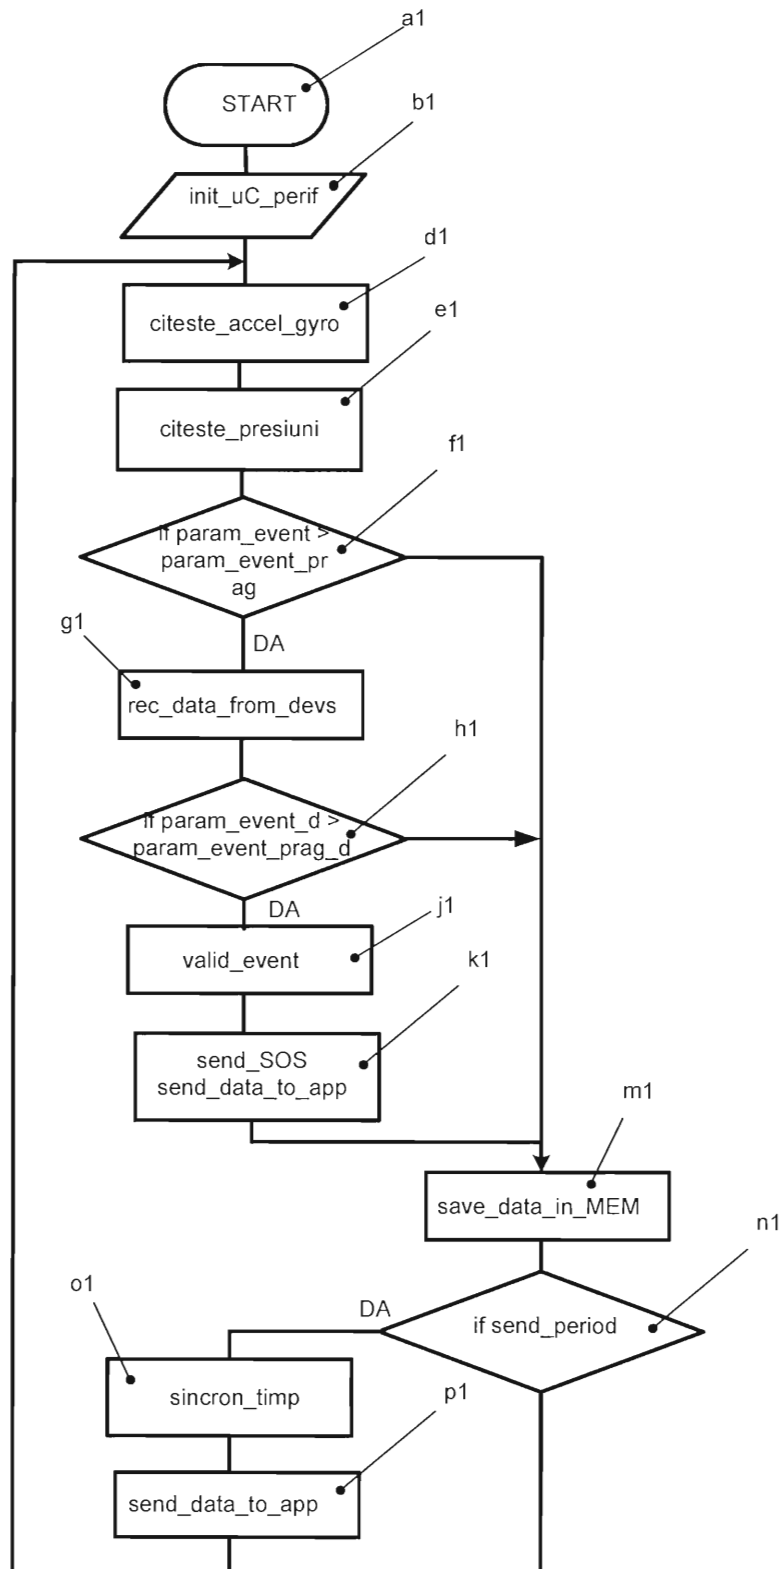 a1
START
b1
init_uC_perif
d1
citeste_accel_gyro
e1
citeste_presiuni
f1
if param_event >
param_event_pr
ag
g1
DA
rec_data_from_devs
h1
if param_event_d >
param_event_prag_d
DA
j1
valid_event
k1
send_SOS
send_data_to_app
m1
save_data_in_MEM
n1
o1
DA
if send_period
sincron_timp
p1
send_data_to_app